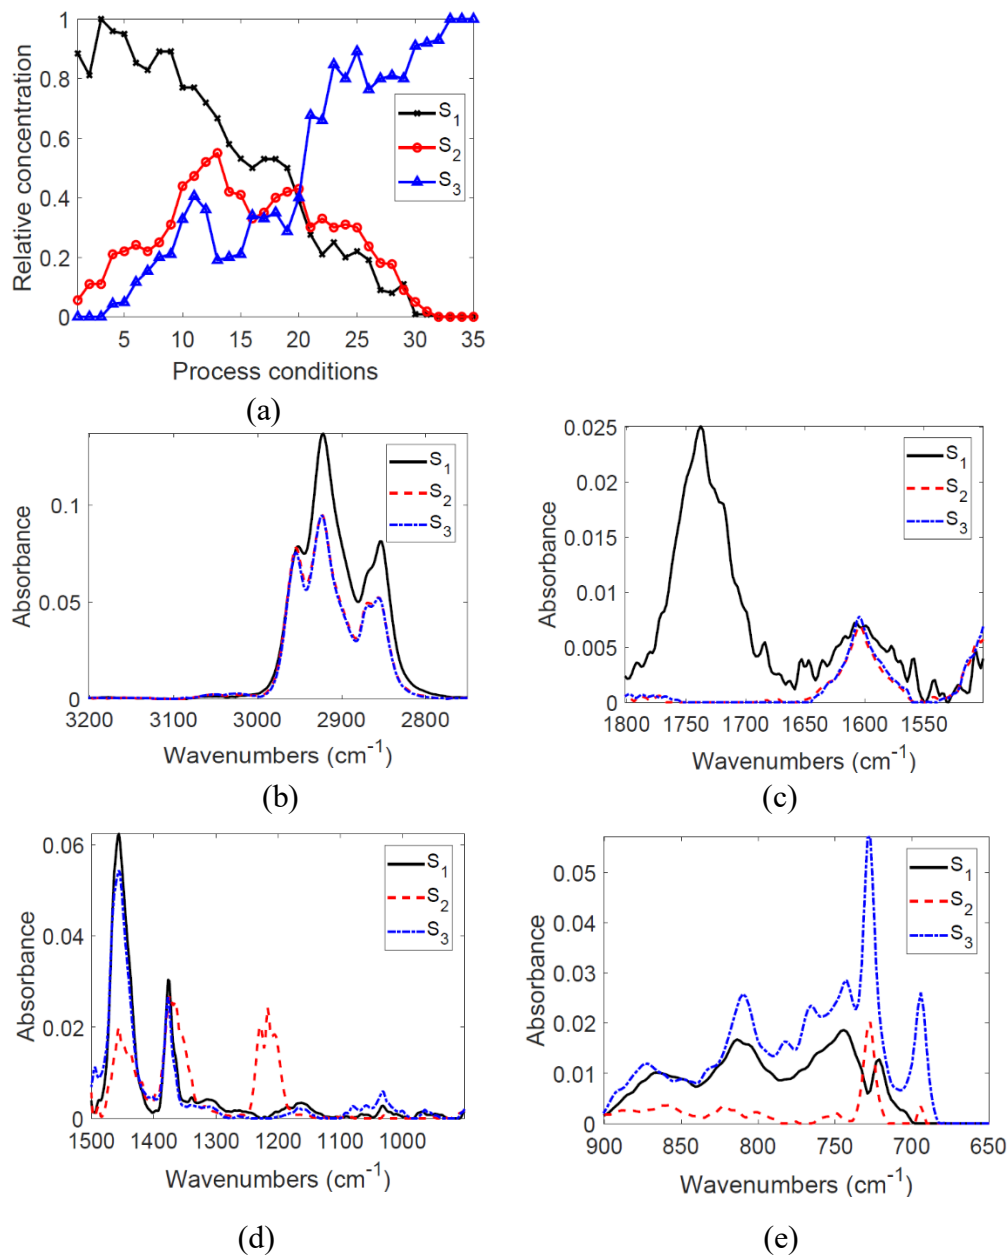 1
0.8
0.6
0.4
0.2
0
Relative concentration
S1
S2
S3
5 10 15 20 25 30 35
Process conditions
(a)
0.1
0.05
0
Absorbance
S1
S2
S3
3200 3100 3000 2900 2800
Wavenumbers (cm-1)
(b)
0.025
0.02
0.015
0.01
0.005
0
Absorbance
S1
S2
S3
1800 1750 1700 1650 1600 1550
Wavenumbers (cm-1)
(c)
0.06
0.04
0.02
0
Absorbance
S1
S2
S3
1500 1400 1300 1200 1100 1000
Wavenumbers (cm-1)
(d)
0.05
0.04
0.03
0.02
0.01
0
Absorbance
S1
S2
S3
900 850 800 750 700 650
Wavenumbers (cm-1)
(e)